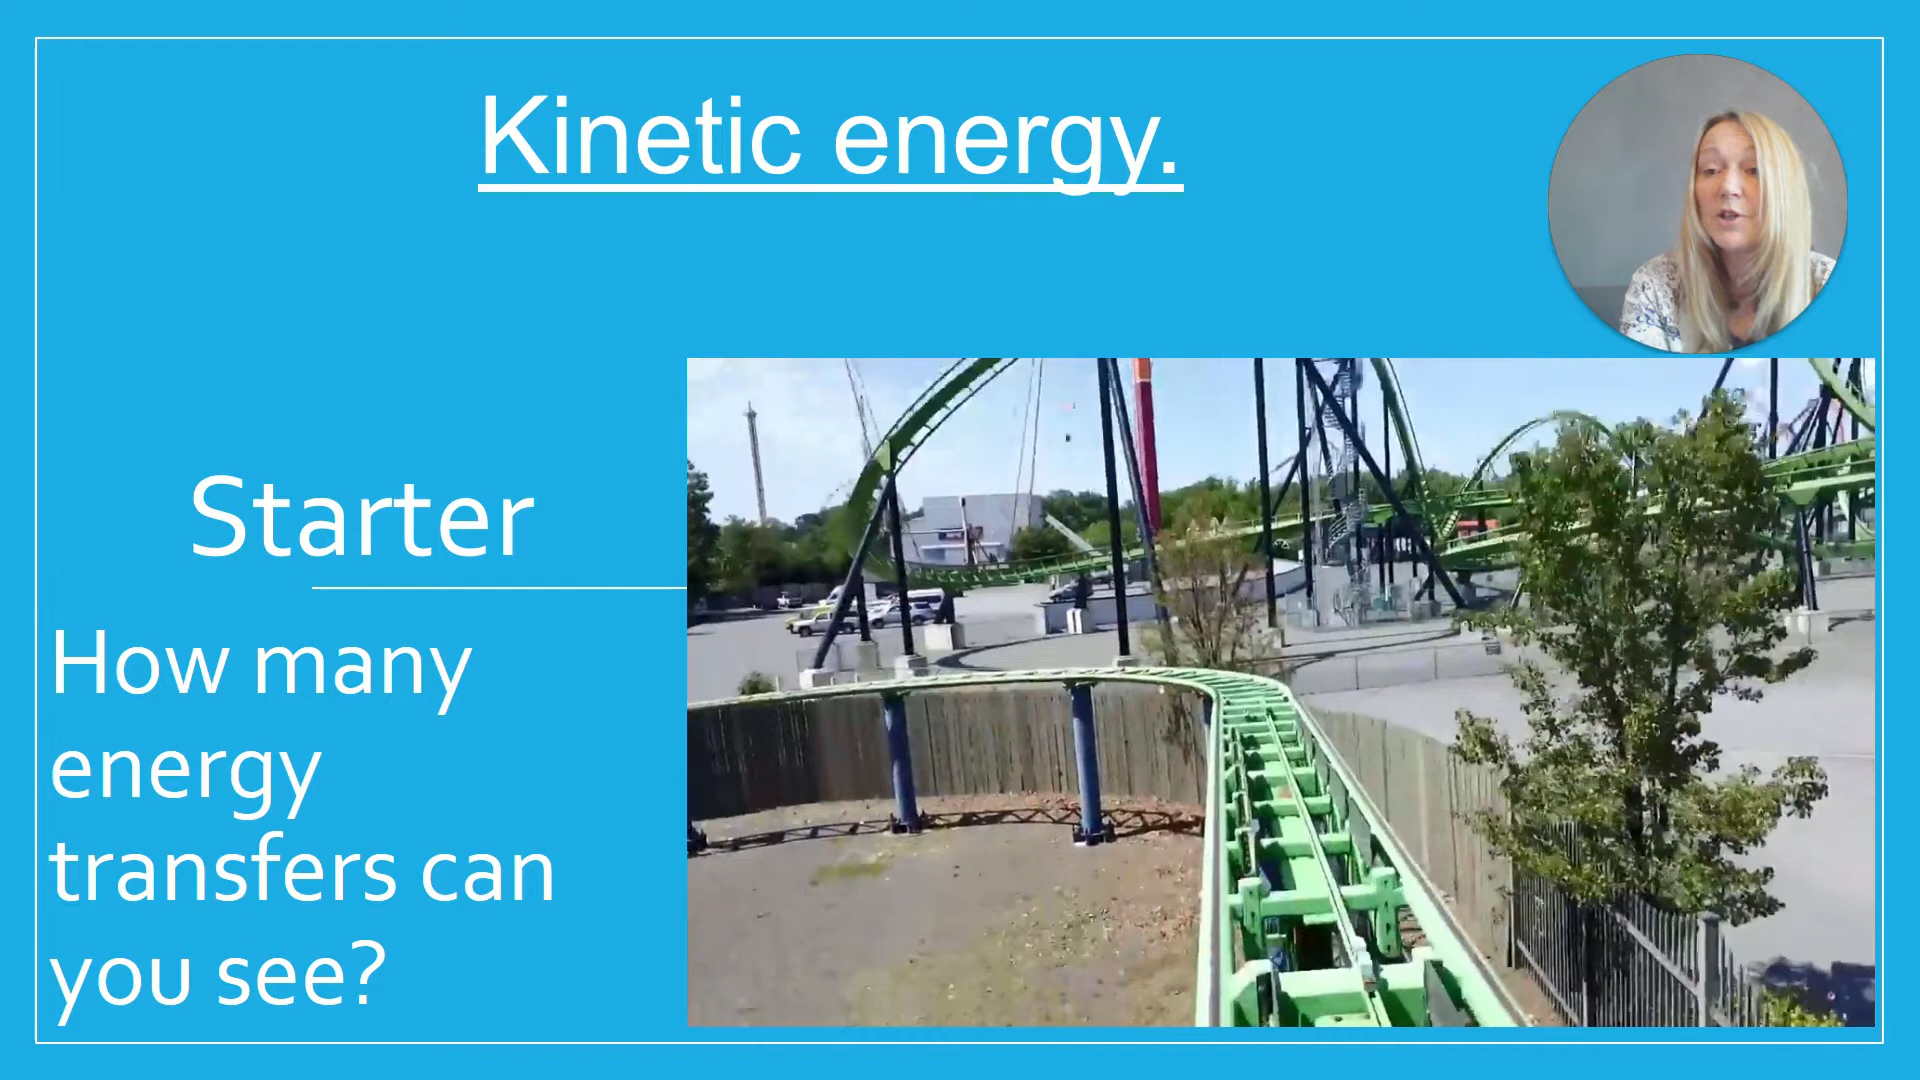 Kinetic energy.
Starter
How many
energy
transfers can
you see?